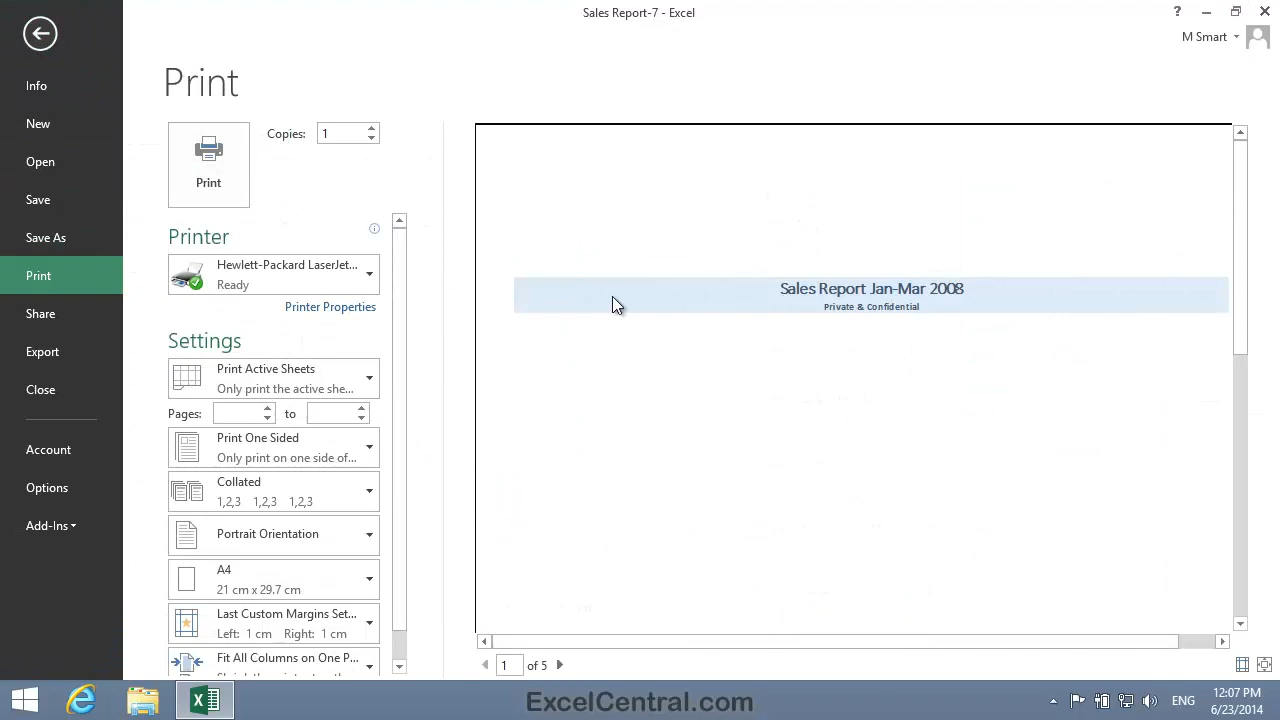 Sales Report-7 - Excel
?
M Smart
Info
New
Open
Save
Save As
Print
Share
Export
Close
Account
Options
Add-Ins
Print
Print
Copies: 1
Printer
Hewlett-Packard LaserJet...
Ready
Printer Properties
Settings
Print Active Sheets
Only print the active she...
Pages: to
Print One Sided
Only print on one side of...
Collated
1,2,3 1,2,3 1,2,3
Portrait Orientation
A4
21 cm x 29.7 cm
Last Custom Margins Set...
Left: 1 cm Right: 1 cm
Fit All Columns on One P...
Sales Report Jan-Mar 2008
Private & Confidential
1 of 5
ExcelCentral.com
ENG
12:07 PM
6/23/2014